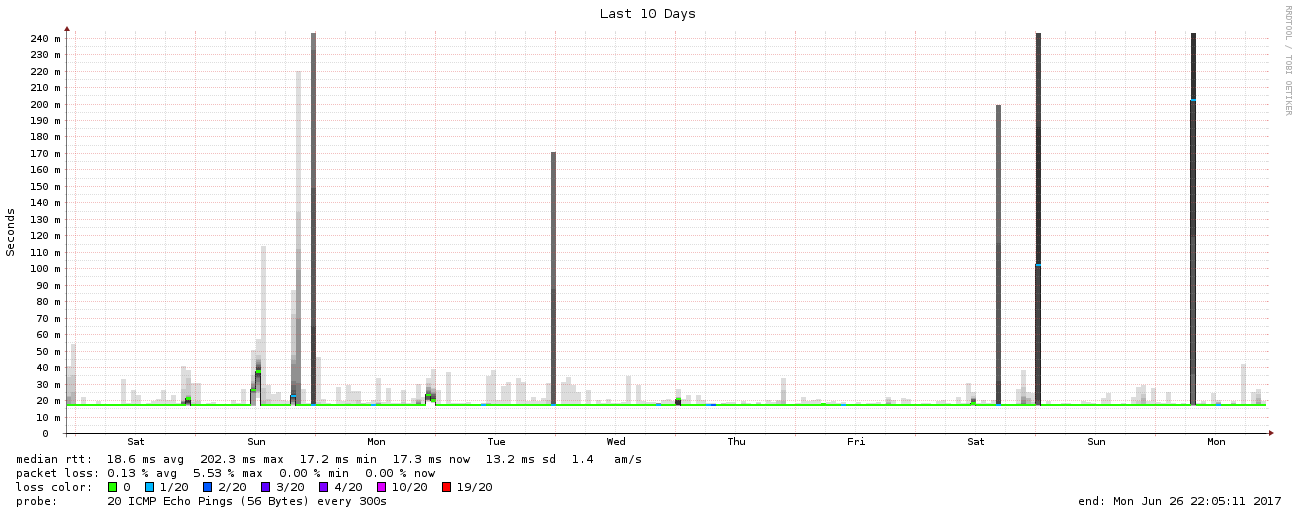 Last 10 Days
RRDTOOL / TOBI OETIKER
Seconds
240 m
230 m
220 m
210 m
200 m
190 m
180 m
170 m
160 m
150 m
140 m
130 m
120 m
110 m
100 m
90 m
80 m
70 m
60 m
50 m
40 m
30 m
20 m
10 m
0
Sat Sun Mon Tue Wed Thu Fri Sat Sun Mon
median rtt: 18.6 ms avg 202.3 ms max 17.2 ms min 17.3 ms now 13.2 ms sd 1.4 am/s
packet loss: 0.13 % avg 5.53 % max 0.00 % min 0.00 % now
loss color: 0 1/20 2/20 3/20 4/20 10/20 19/20
probe: 20 ICMP Echo Pings (56 Bytes) every 300s end: Mon Jun 26 22:05:11 2017